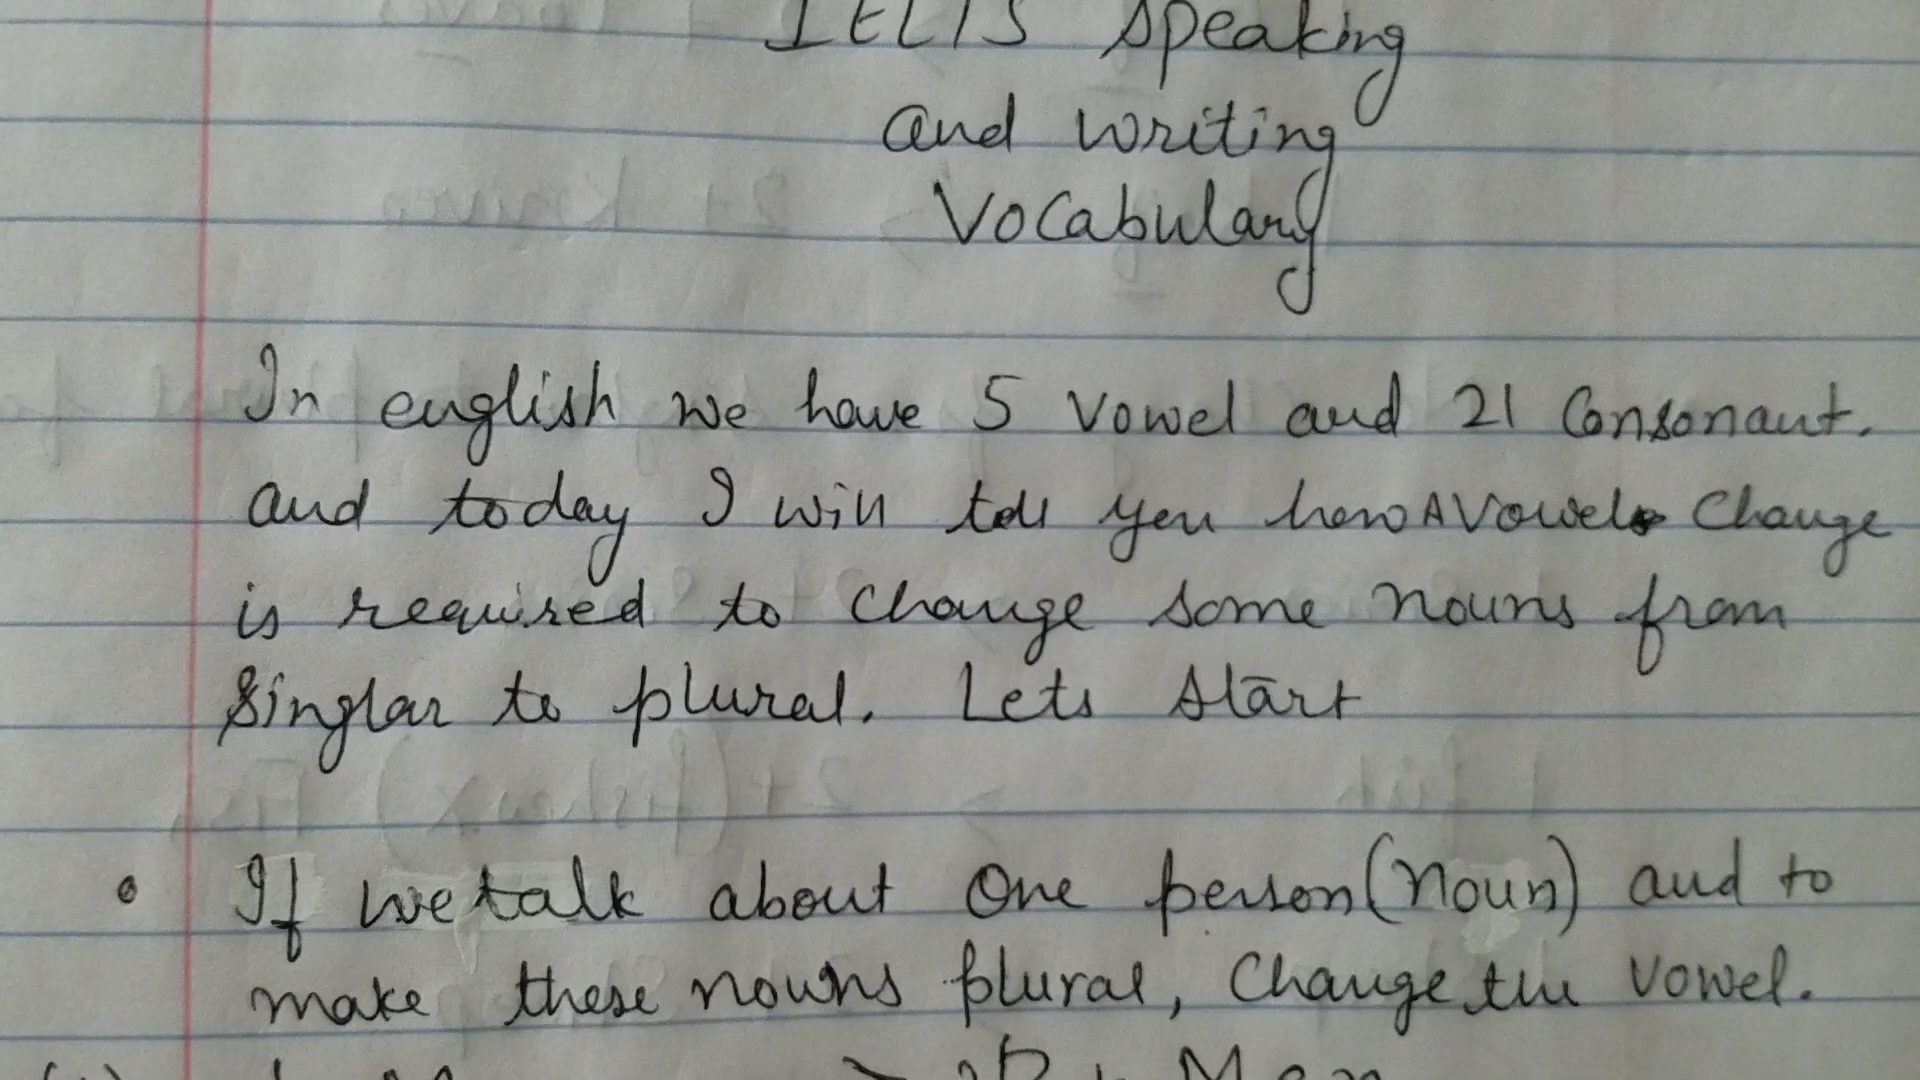 IELTS speaking
and writing
Vocabulary
In english we have 5 Vowel and 21 Consonant.
and today I will tell you how A Vowel Change
is required to change some nouns from
Singlar to plural. Lets start
• If we talk about One person (noun) and to
make these nouns plural, Change the Vowel.